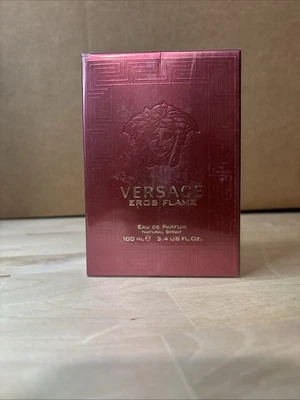 VERSACE
EROS FLAME
EAU DE PARFUM
NATURAL SPRAY
100 ML ℮ 3.4 US FL.OZ.